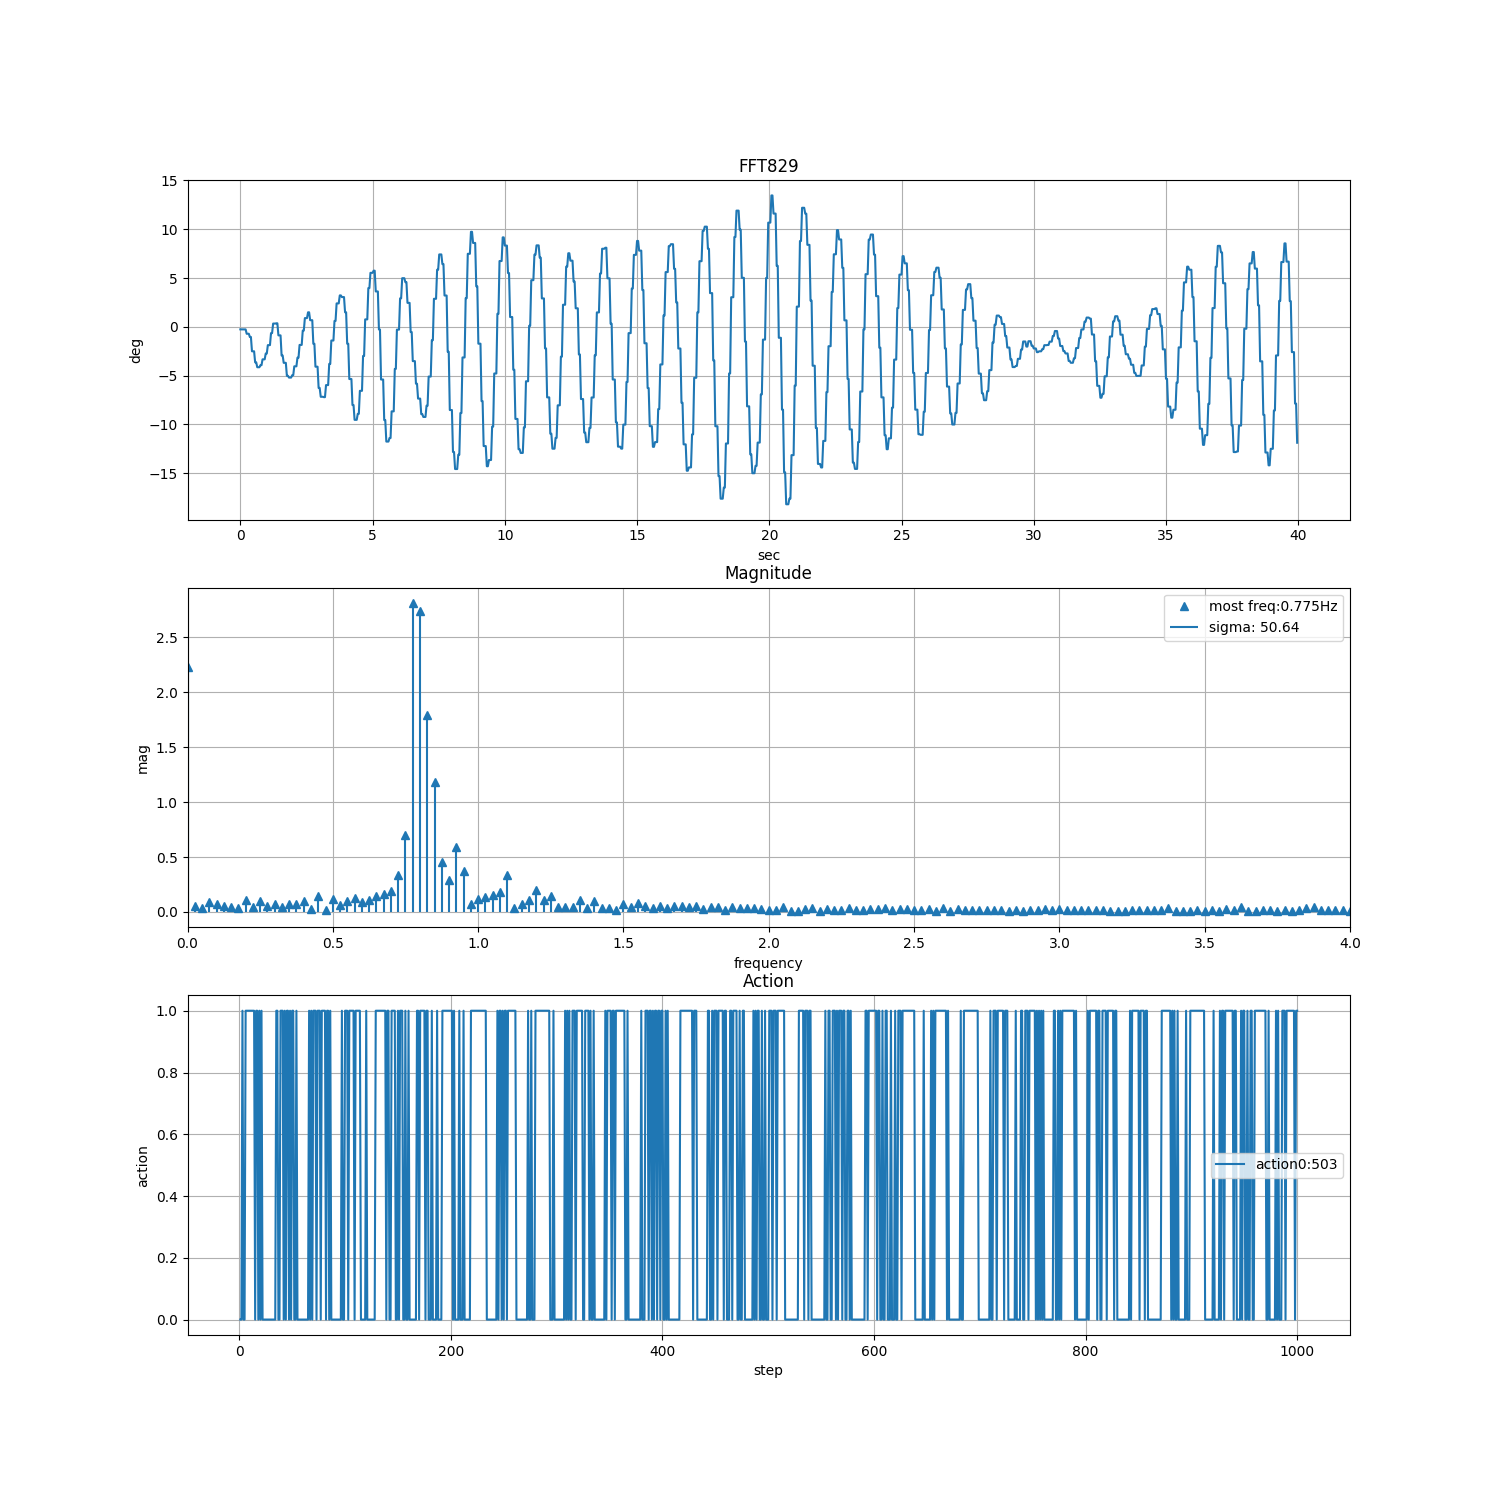 FFT829
15
10
5
0
−5
−10
−15
deg
0 5 10 15 20 25 30 35 40
sec
Magnitude
most freq:0.775Hz
sigma: 50.64
2.5
2.0
1.5
1.0
0.5
0.0
mag
0.0 0.5 1.0 1.5 2.0 2.5 3.0 3.5 4.0
frequency
Action
1.0
0.8
0.6
0.4
0.2
0.0
action
action0:503
0 200 400 600 800 1000
step